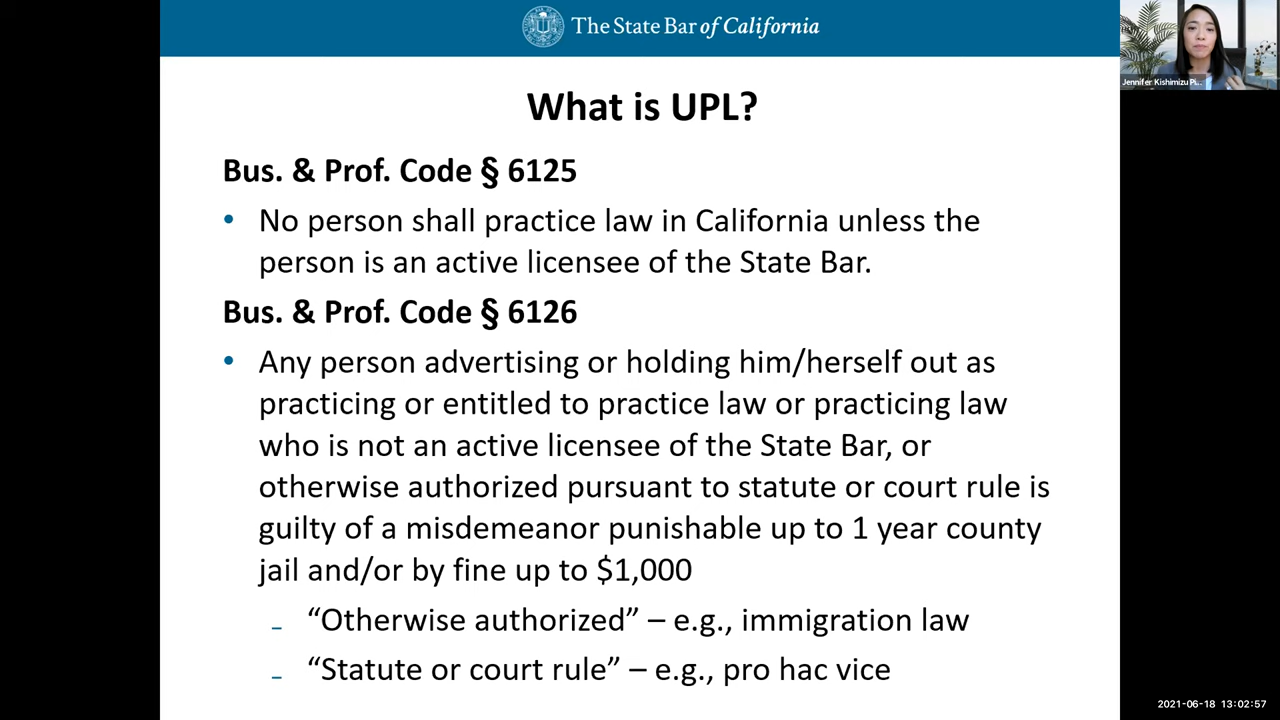 The State Bar of California
Jennifer Kishimizu Pi...
What is UPL?
Bus. & Prof. Code § 6125
• No person shall practice law in California unless the
person is an active licensee of the State Bar.
Bus. & Prof. Code § 6126
• Any person advertising or holding him/herself out as
practicing or entitled to practice law or practicing law
who is not an active licensee of the State Bar, or
otherwise authorized pursuant to statute or court rule is
guilty of a misdemeanor punishable up to 1 year county
jail and/or by fine up to $1,000
– “Otherwise authorized” – e.g., immigration law
– “Statute or court rule” – e.g., pro hac vice
2021-06-18 13:02:57